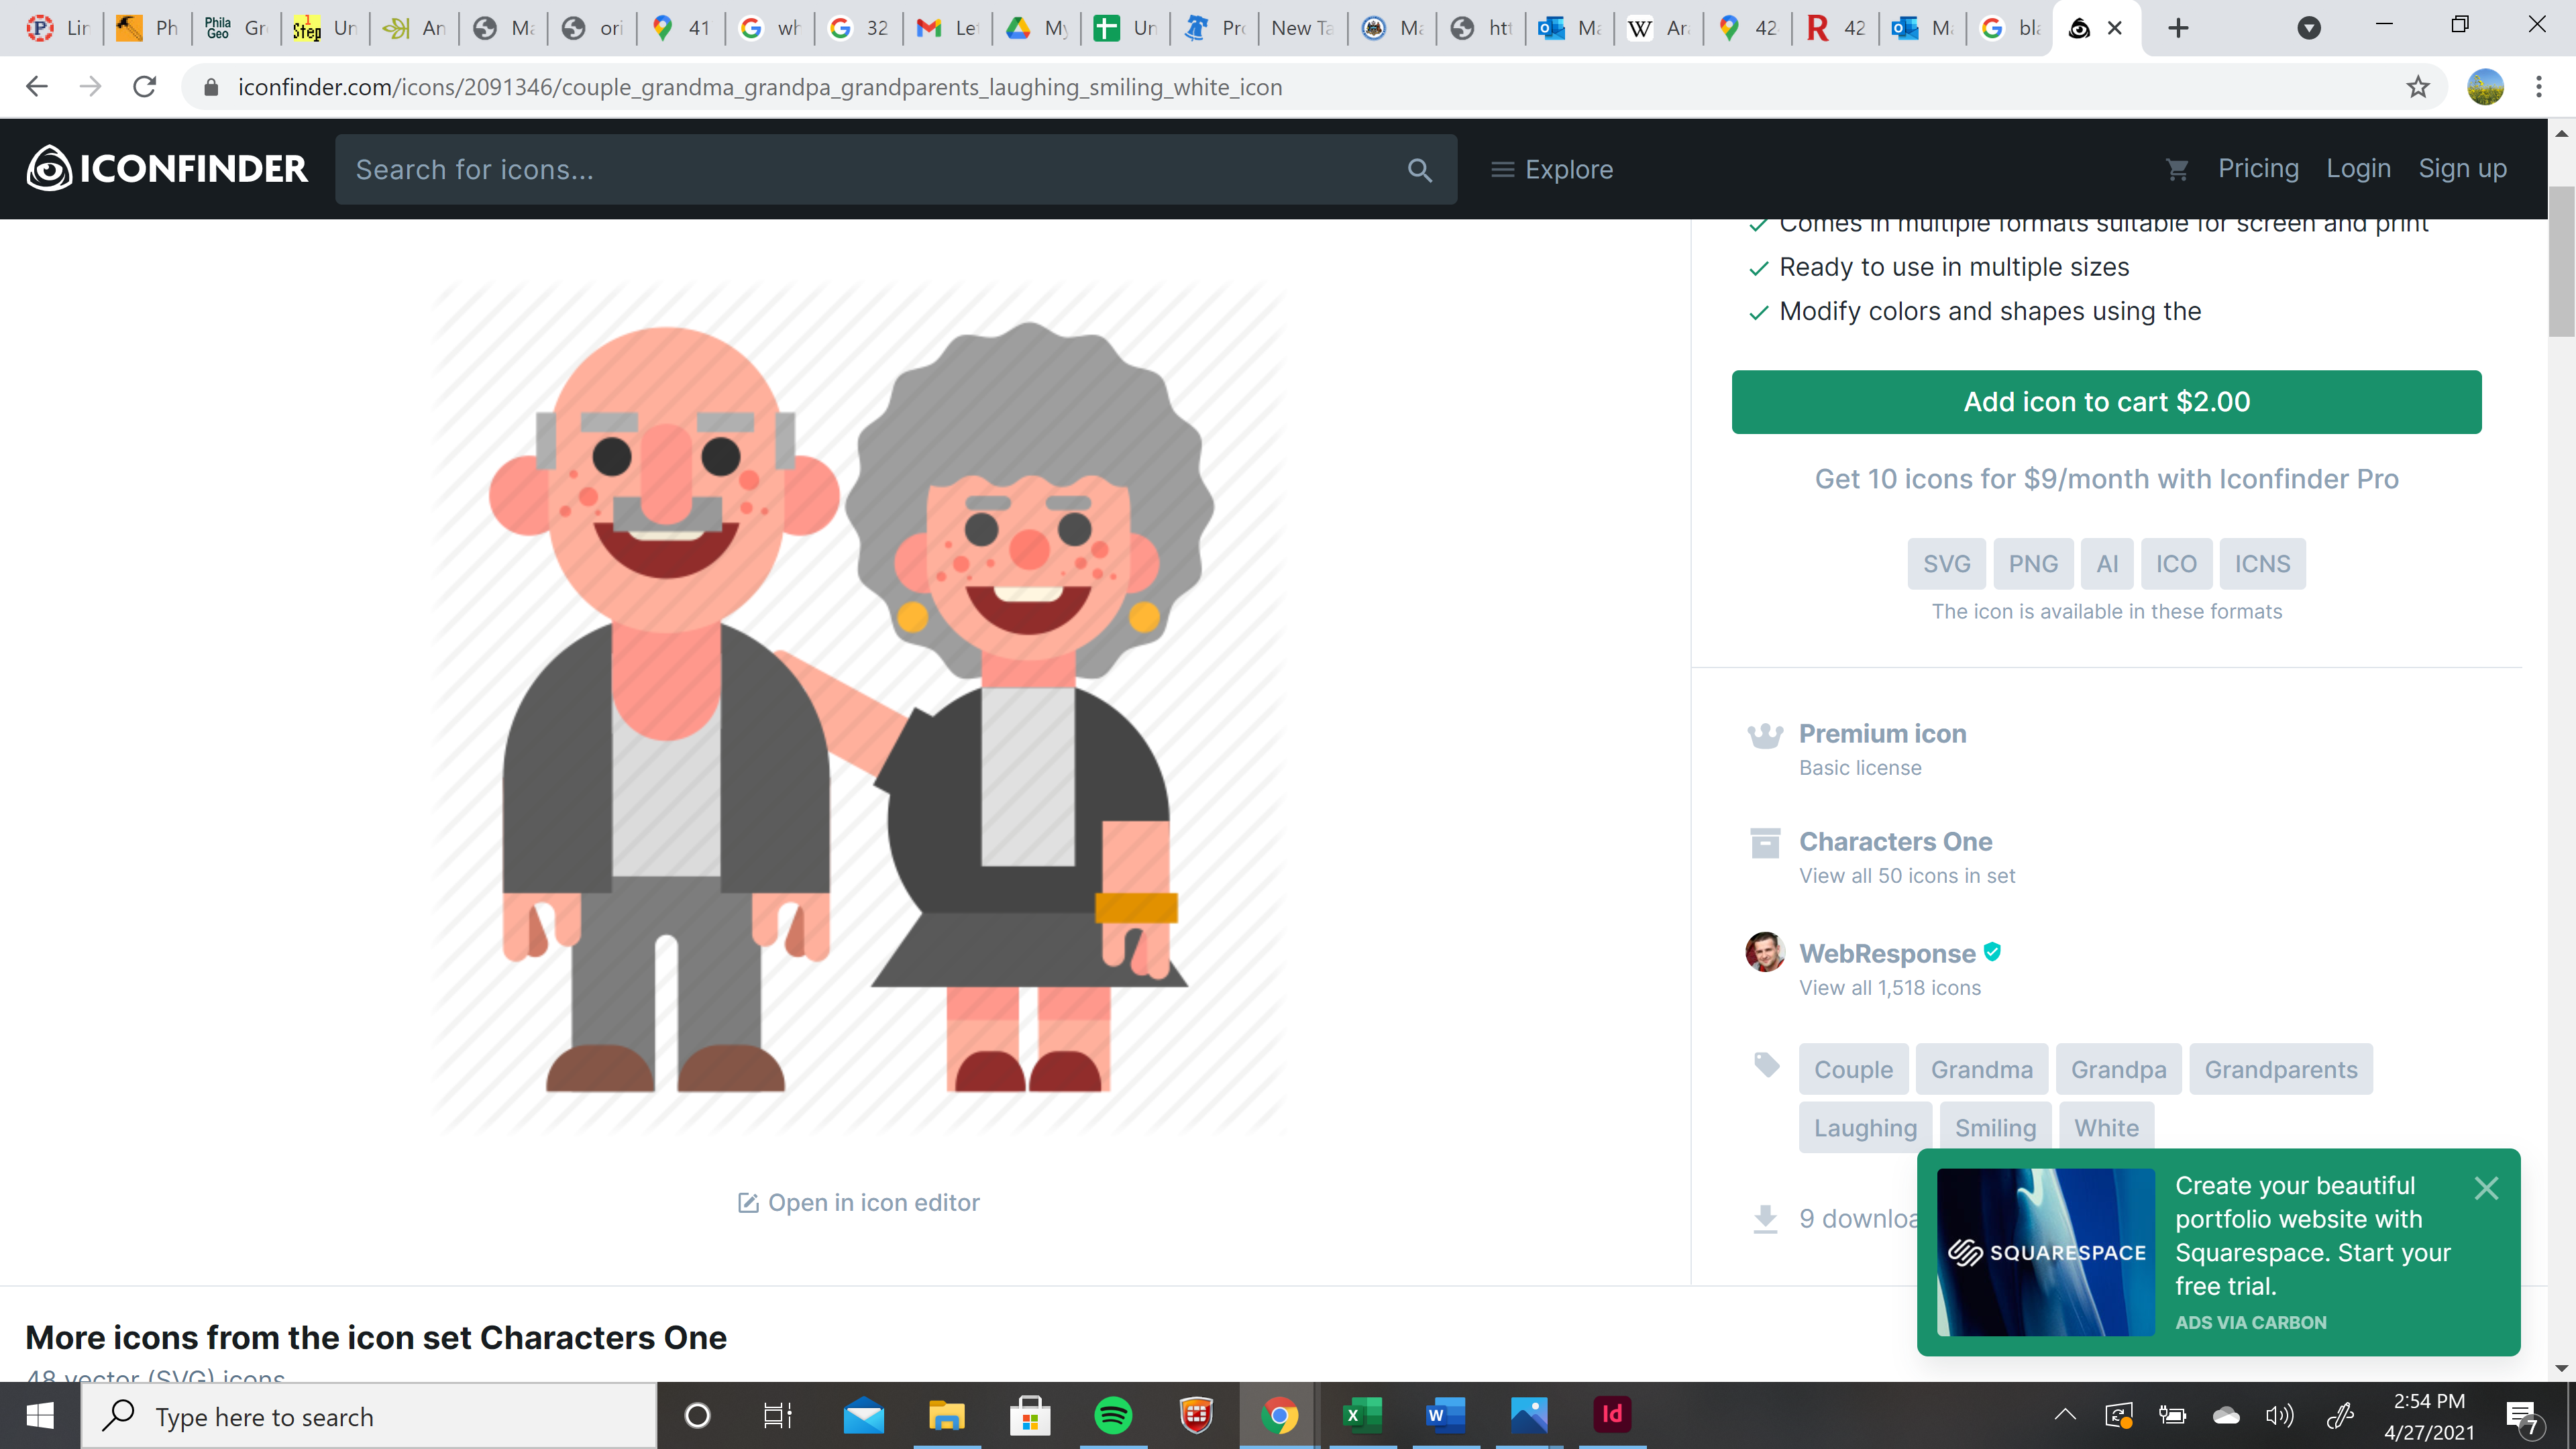 Lin
Ph
Phila Geo
Gr
1 Step
Un
An
Ma
ori
41
wh
32
Le
My
Un
Pro
New Ta
Ma
htt
Ma
W
Ar
42
R
42
Ma
bla
iconfinder.com/icons/2091346/couple_grandma_grandpa_grandparents_laughing_smiling_white_icon
ICONFINDER
Search for icons...
Explore
Pricing
Login
Sign up
Comes in multiple formats suitable for screen and print
Ready to use in multiple sizes
Modify colors and shapes using the
Add icon to cart $2.00
Get 10 icons for $9/month with Iconfinder Pro
SVG
PNG
AI
ICO
ICNS
The icon is available in these formats
Premium icon
Basic license
Characters One
View all 50 icons in set
WebResponse
View all 1,518 icons
Couple
Grandma
Grandpa
Grandparents
Laughing
Smiling
White
9 downloa
Open in icon editor
SQUARESPACE
Create your beautiful
portfolio website with
Squarespace. Start your
free trial.
ADS VIA CARBON
More icons from the icon set Characters One
48 vector (SVG) icons
Type here to search
X
W
Id
2:54 PM
4/27/2021
7